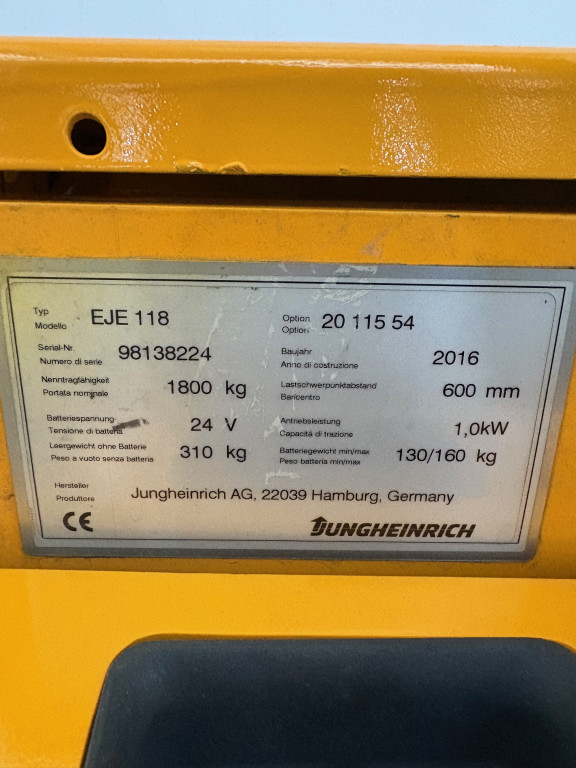 Typ EJE 118 Option 20 115 54
Modello Option
Serial-Nr. 98138224 Baujahr 2016
Numero di serie Anno di costruzione
Nenntragfähigkeit 1800 kg Lastschwerpunktabstand 600 mm
Portata nominale Baricentro
Batteriespannung 24 V Antriebsleistung 1,0kW
Tensione di batteria Capacità di trazione
Leergewicht ohne Batterie 310 kg Batteriegewicht min/max 130/160 kg
Peso a vuoto senza batteria Peso batteria min/max
Hersteller Jungheinrich AG, 22039 Hamburg, Germany
Produttore
CE JUNGHEINRICH